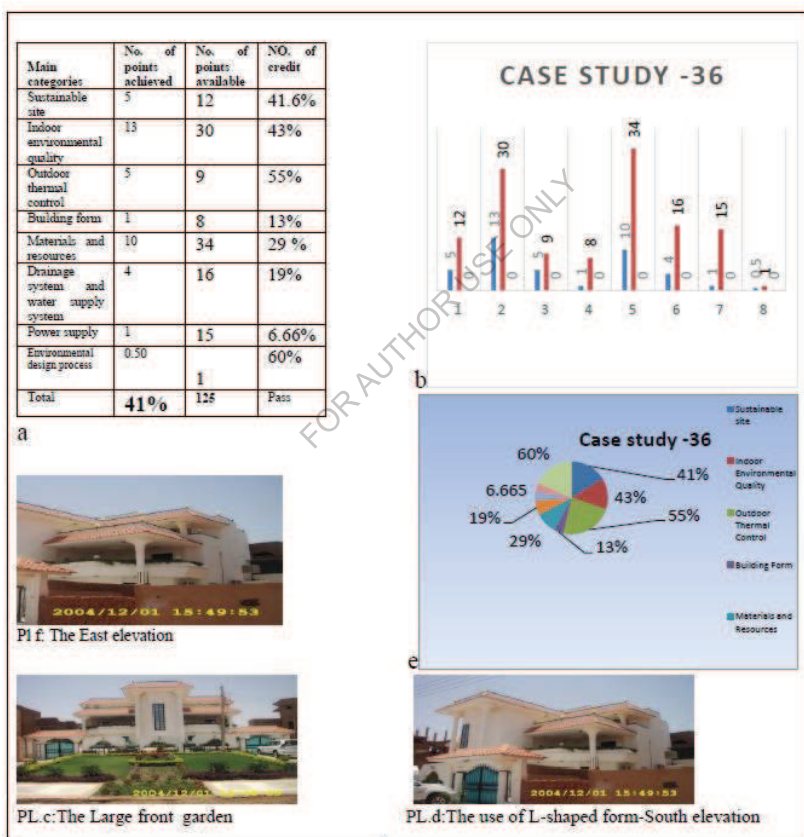 Main categories
No. of points achieved
No. of points available
NO. of credit
Sustainable site
5
12
41.6%
Indoor environmental quality
13
30
43%
Outdoor thermal control
5
9
55%
Building form
1
8
13%
Materials and resources
10
34
29 %
Drainage system and water supply system
4
16
19%
Power supply
1
15
6.66%
Environmental design process
0.50
1
60%
Total
41%
125
Pass
a
CASE STUDY -36
5 12 0
13 30 0
5 9 0
1 8 0
10 34 0
4 16 0
1 15 0
0.5 1 0
1 2 3 4 5 6 7 8
b
FOR AUTHOR USE ONLY
Case study -36
60%
41%
6.665
43%
19%
55%
29%
13%
Sustainable site
Indoor Environmental Quality
Outdoor Thermal Control
Building Form
Materials and Resources
e
2004/12/01 15:49:53
Pl f: The East elevation
2004/12/01
PL.c:The Large front garden
2004/12/01 15:49:53
PL.d:The use of L-shaped form-South elevation